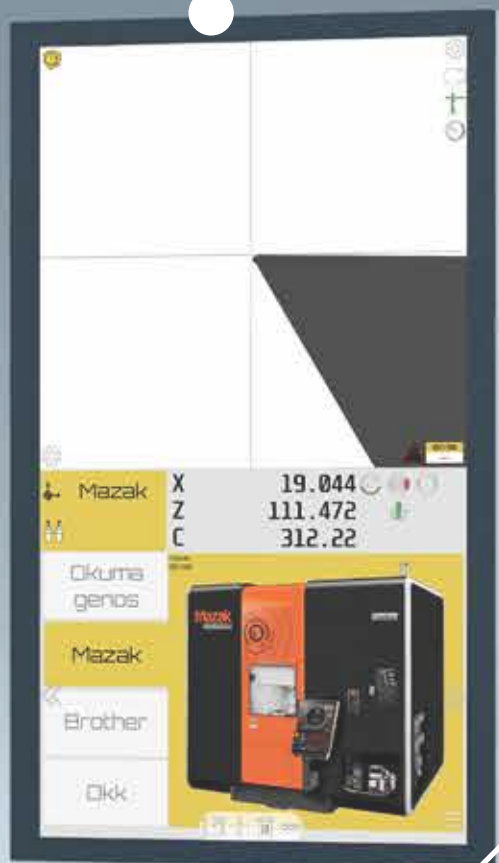 Mazak
X 19.044
Z 111.472
C 312.22
Okuma
genos
Mazak
Brother
Okk
Mazak